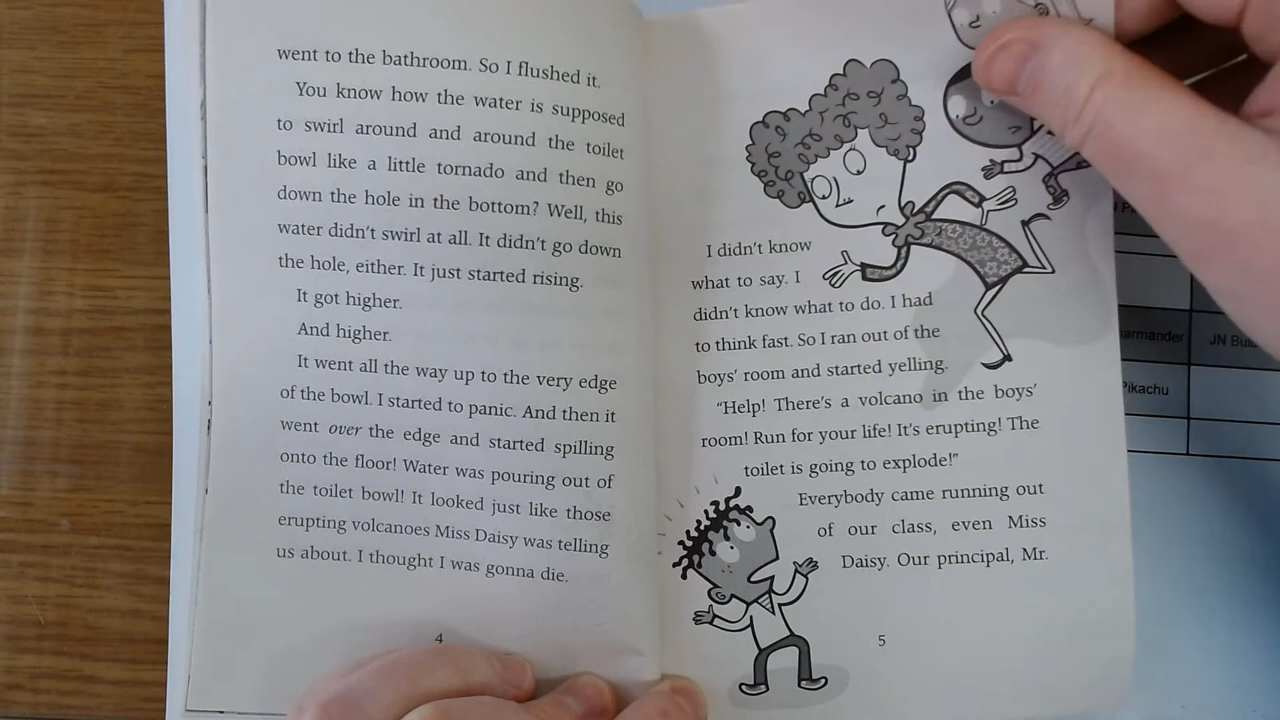 went to the bathroom. So I flushed it.
You know how the water is supposed
to swirl around and around the toilet
bowl like a little tornado and then go
down the hole in the bottom? Well, this
water didn't swirl at all. It didn't go down
the hole, either. It just started rising.
It got higher.
And higher.
It went all the way up to the very edge
of the bowl. I started to panic. And then it
went over the edge and started spilling
onto the floor! Water was pouring out of
the toilet bowl! It looked just like those
erupting volcanoes Miss Daisy was telling
us about. I thought I was gonna die.
4
I didn't know
what to say. I
didn't know what to do. I had
to think fast. So I ran out of the
boys' room and started yelling.
"Help! There's a volcano in the boys'
room! Run for your life! It's erupting! The
toilet is going to explode!"
Everybody came running out
of our class, even Miss
Daisy. Our principal, Mr.
5
JN
Pikachu